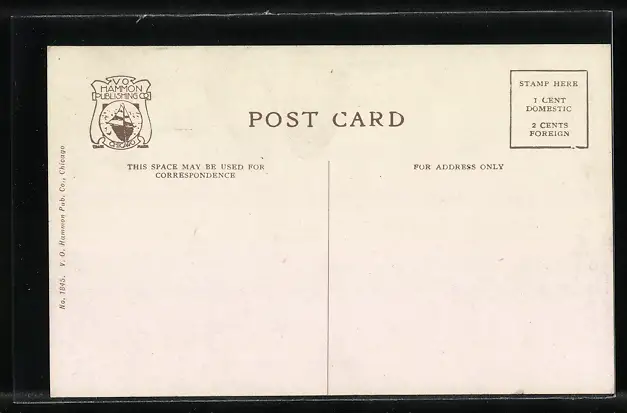 V.O.
HAMMON
PUBLISHING CO.
CHICAGO
POST CARD
STAMP HERE
1 CENT
DOMESTIC
2 CENTS
FOREIGN
THIS SPACE MAY BE USED FOR
CORRESPONDENCE
FOR ADDRESS ONLY
No. 1845. V. O. Hammon Pub. Co., Chicago